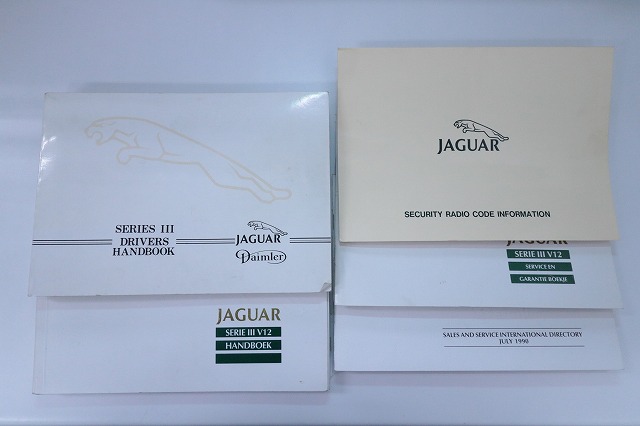 SERIES III
DRIVERS
HANDBOOK
JAGUAR
Daimler
JAGUAR
SERIE III V12
HANDBOEK
JAGUAR
SECURITY RADIO CODE INFORMATION
JAGUAR
SERIE III V12
SERVICE EN
GARANTIE BOEKJE
SALES AND SERVICE INTERNATIONAL DIRECTORY
JULY 1990